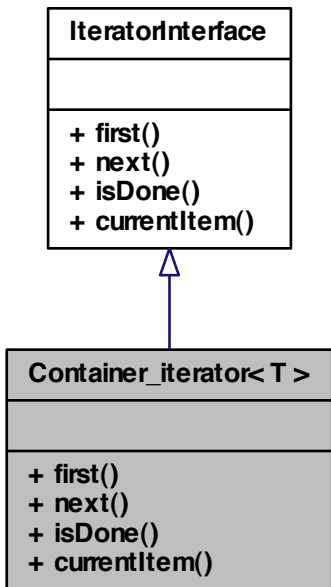 IteratorInterface
+ first()
+ next()
+ isDone()
+ currentItem()
Container_iterator< T >
+ first()
+ next()
+ isDone()
+ currentItem()